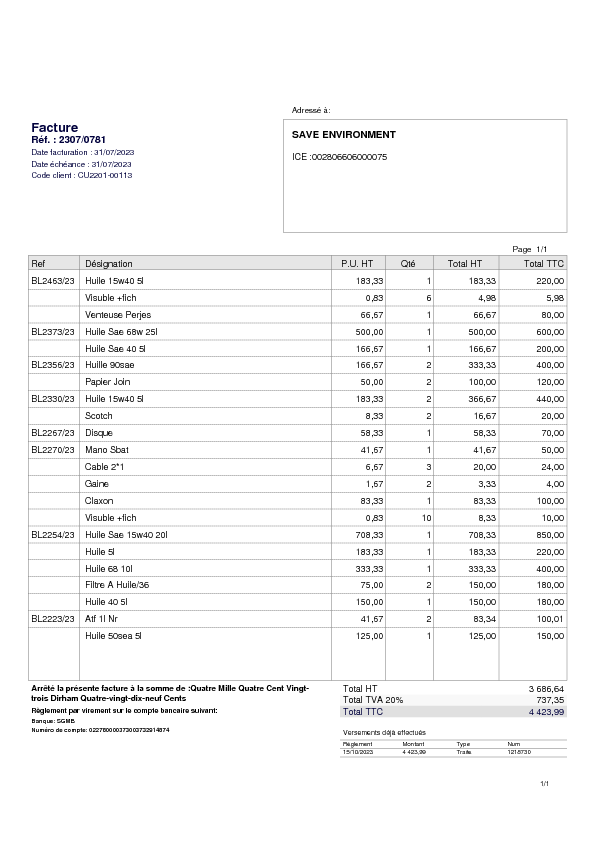 Adressé à:
Facture
Réf. : 2307/0781
Date facturation : 31/07/2023
Date échéance : 31/07/2023
Code client : CU2201-00113
SAVE ENVIRONMENT
ICE :002806606000075
Page 1/1
Ref Désignation P.U. HT Qté Total HT Total TTC
BL2463/23 Huile 15w40 5l 183,33 1 183,33 220,00
Visuble +fich 0,83 6 4,98 5,98
Venteuse Perjes 66,67 1 66,67 80,00
BL2373/23 Huile Sae 68w 25l 500,00 1 500,00 600,00
Huile Sae 40 5l 166,67 1 166,67 200,00
BL2356/23 Huille 90sae 166,67 2 333,33 400,00
Papier Join 50,00 2 100,00 120,00
BL2330/23 Huile 15w40 5l 183,33 2 366,67 440,00
Scotch 8,33 2 16,67 20,00
BL2267/23 Disque 58,33 1 58,33 70,00
BL2270/23 Mano Sbat 41,67 1 41,67 50,00
Cable 2*1 6,67 3 20,00 24,00
Gaine 1,67 2 3,33 4,00
Claxon 83,33 1 83,33 100,00
Visuble +fich 0,83 10 8,33 10,00
BL2254/23 Huile Sae 15w40 20l 708,33 1 708,33 850,00
Huile 5l 183,33 1 183,33 220,00
Huile 68 10l 333,33 1 333,33 400,00
Filtre A Huile/36 75,00 2 150,00 180,00
Huile 40 5l 150,00 1 150,00 180,00
BL2223/23 Atf 1l Nr 41,67 2 83,34 100,01
Huile 50sea 5l 125,00 1 125,00 150,00
Arrêté la présente facture à la somme de :Quatre Mille Quatre Cent Vingt-
trois Dirham Quatre-vingt-dix-neuf Cents
Règlement par virement sur le compte bancaire suivant:
Banque: SGMB
Numéro de compte: 022780000373003732914874
Total HT 3 686,64
Total TVA 20% 737,35
Total TTC 4 423,99
Versements déjà effectués
Règlement Montant Type Num
15/10/2023 4 423,99 Traite 1218730
1/1